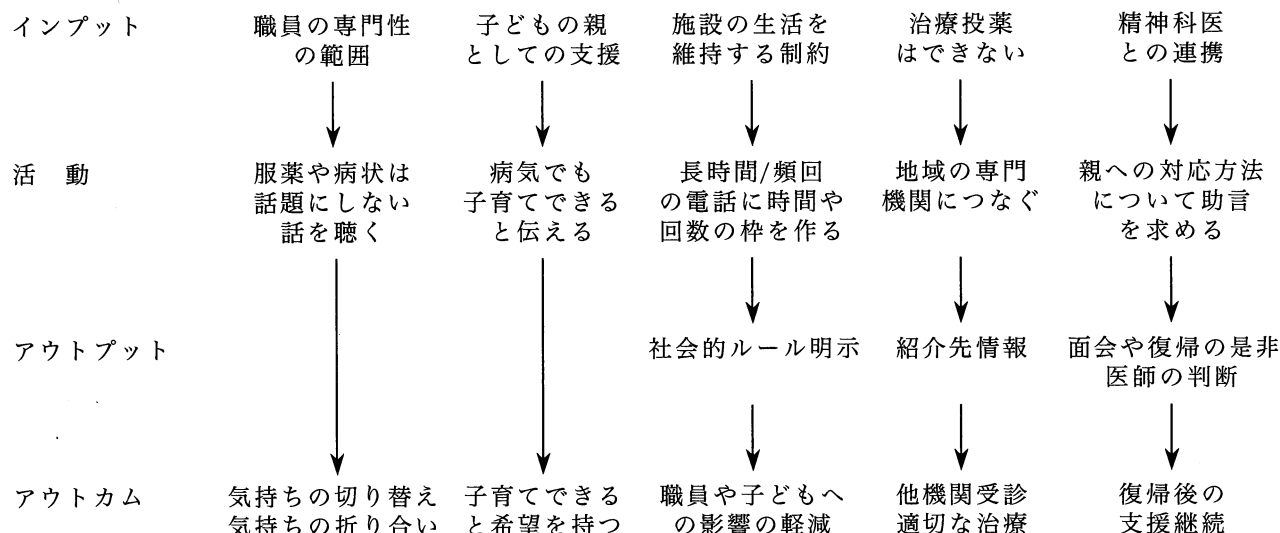 インプット
職員の専門性
の範囲
子どもの親
としての支援
施設の生活を
維持する制約
治療投薬
はできない
精神科医
との連携
活　動
服薬や病状は
話題にしない
話を聴く
病気でも
子育てできる
と伝える
長時間/頻回
の電話に時間や
回数の枠を作る
地域の専門
機関につなぐ
親への対応方法
について助言
を求める
アウトプット
社会的ルール明示
紹介先情報
面会や復帰の是非
医師の判断
アウトカム
気持ちの切り替え
気持ちの折り合い
子育てできる
と希望を持つ
職員や子どもへ
の影響の軽減
他機関受診
適切な治療
復帰後の
支援継続